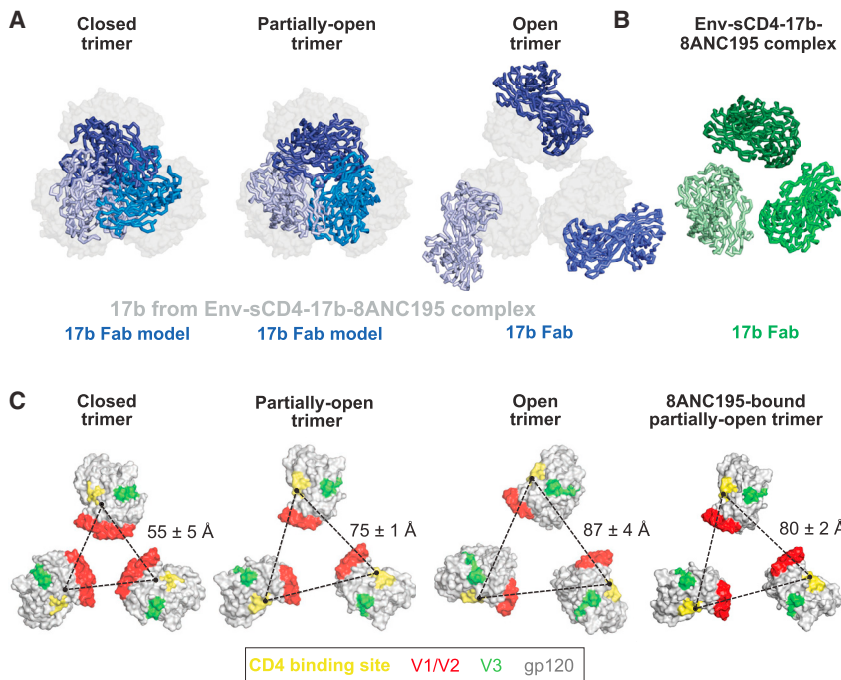 A
Closed
trimer
Partially-open
trimer
Open
trimer
B
Env-sCD4-17b-
8ANC195 complex
17b from Env-sCD4-17b-8ANC195 complex
17b Fab model
17b Fab model
17b Fab
17b Fab
C
Closed
trimer
Partially-open
trimer
Open
trimer
8ANC195-bound
partially-open trimer
55 ± 5 Å
75 ± 1 Å
87 ± 4 Å
80 ± 2 Å
CD4 binding site V1/V2 V3 gp120